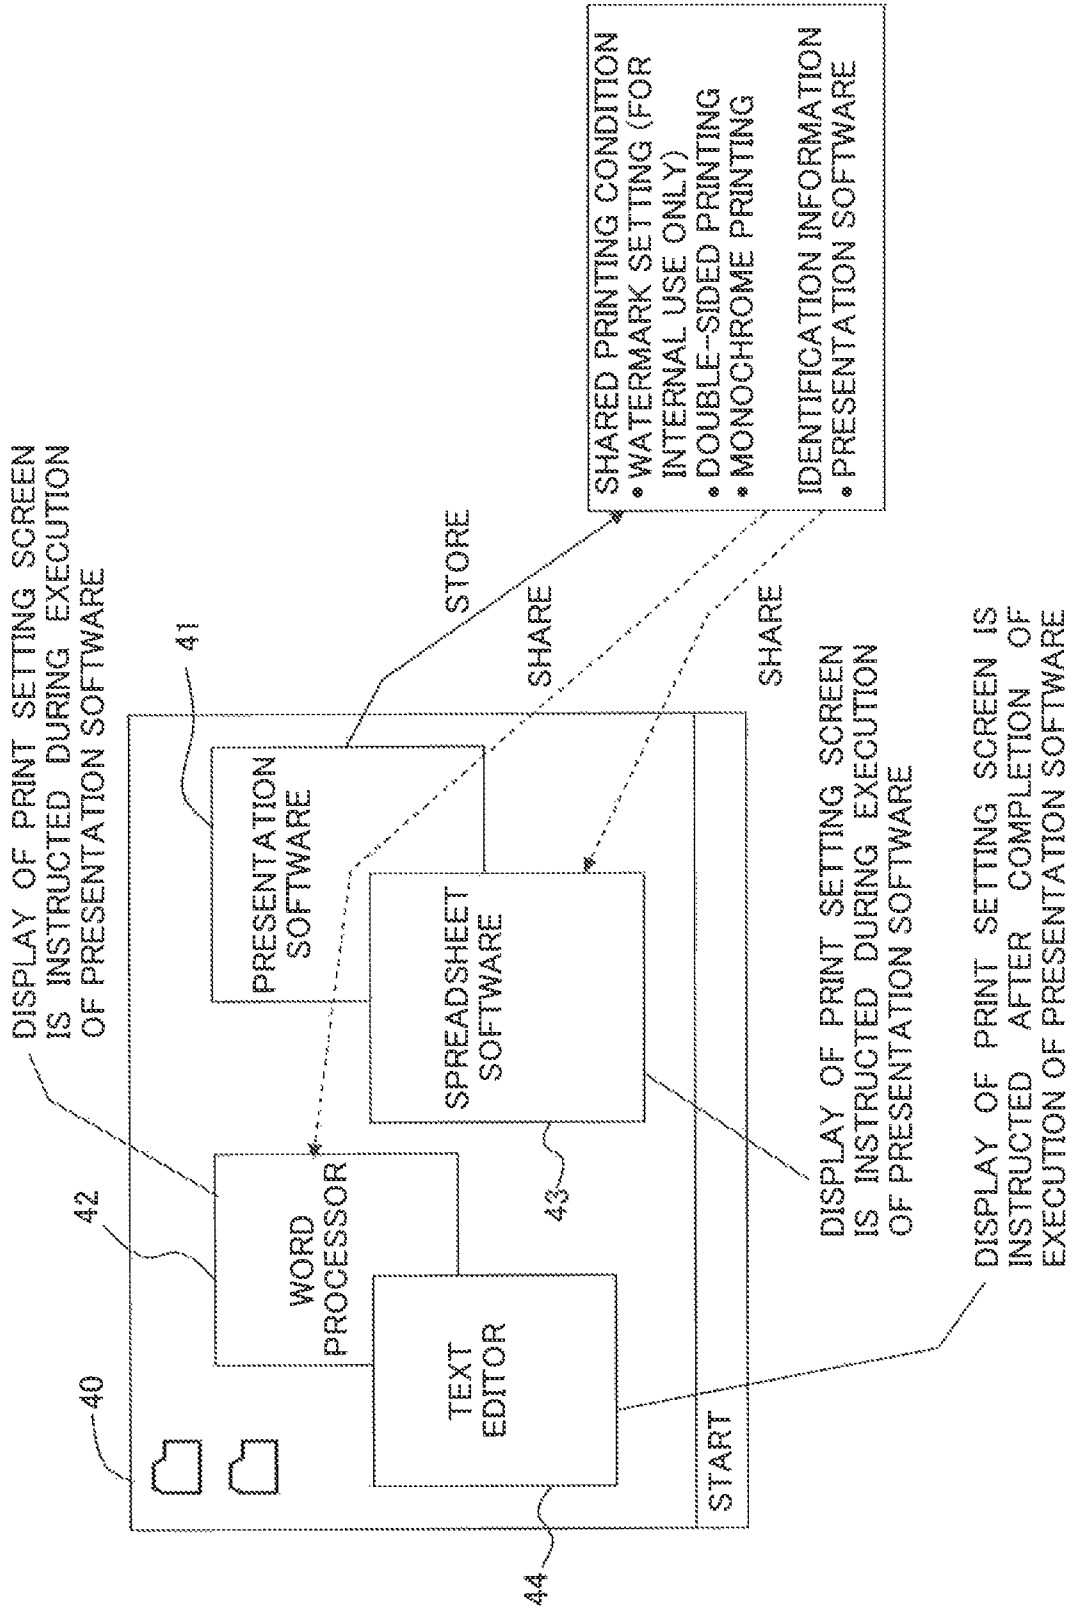 DISPLAY OF PRINT SETTING SCREEN
IS INSTRUCTED DURING EXECUTION
OF PRESENTATION SOFTWARE
40
42
41
WORD
PROCESSOR
PRESENTATION
SOFTWARE
TEXT
EDITOR
SPREADSHEET
SOFTWARE
44
43
START
STORE
SHARE
SHARE
SHARED PRINTING CONDITION
• WATERMARK SETTING (FOR
INTERNAL USE ONLY)
• DOUBLE-SIDED PRINTING
• MONOCHROME PRINTING
IDENTIFICATION INFORMATION
• PRESENTATION SOFTWARE
DISPLAY OF PRINT SETTING SCREEN
IS INSTRUCTED DURING EXECUTION
OF PRESENTATION SOFTWARE
DISPLAY OF PRINT SETTING SCREEN IS
INSTRUCTED AFTER COMPLETION OF
EXECUTION OF PRESENTATION SOFTWARE